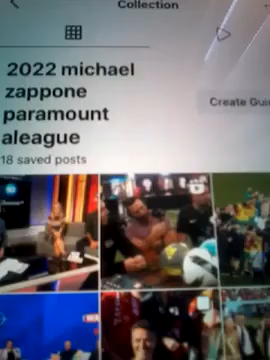 Collection
2022 michael
zappone
paramount
aleague
Create Gui
18 saved posts